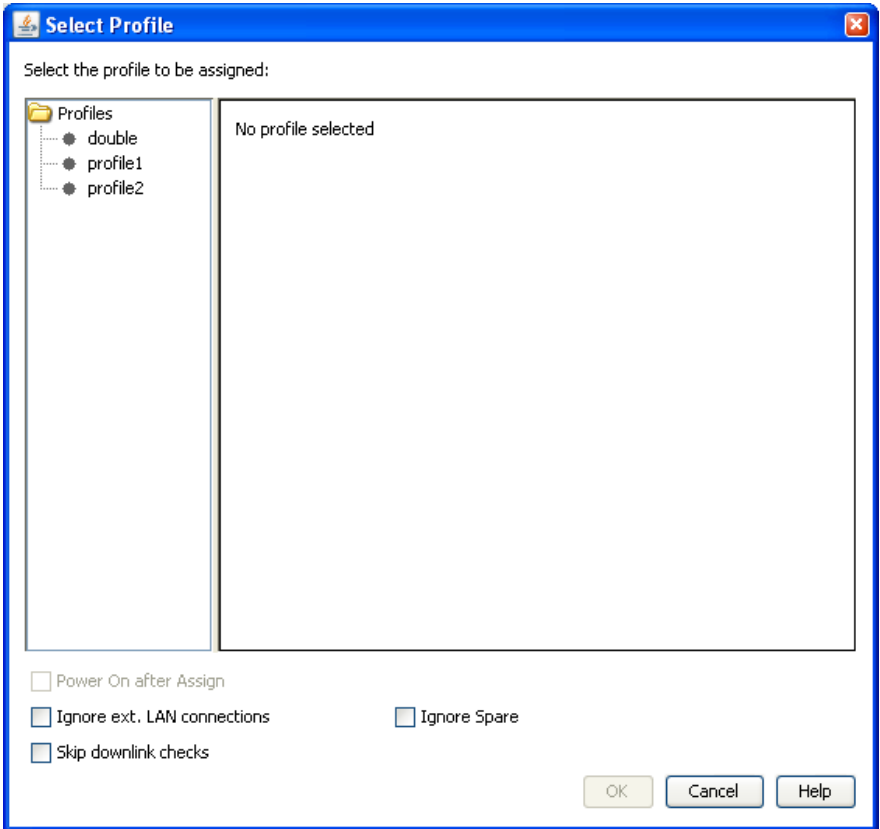 Select Profile
Select the profile to be assigned:
Profiles
double
profile1
profile2
No profile selected
Power On after Assign
Ignore ext. LAN connections
Ignore Spare
Skip downlink checks
OK
Cancel
Help